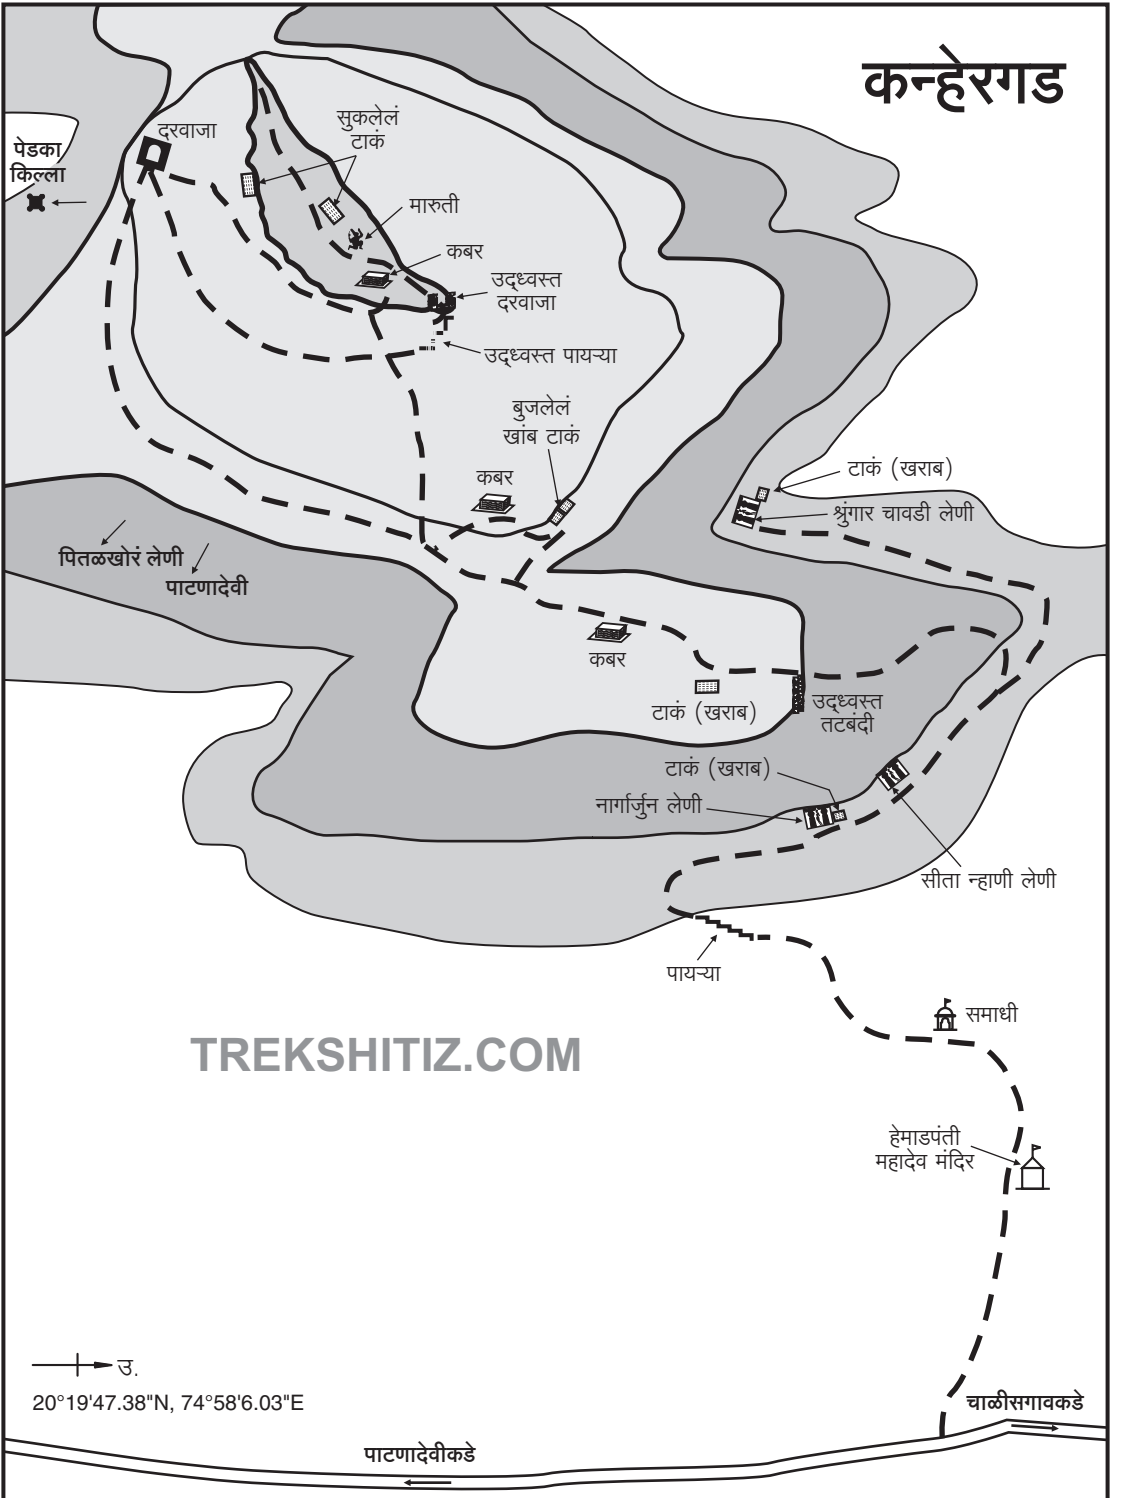 कन्हेरगड
सुकलेलं
टाकं
दरवाजा
पेडका
किल्ला
मारुती
कबर
उद्ध्वस्त
दरवाजा
उद्ध्वस्त पायऱ्या
बुजलेलं
खांब टाकं
कबर
टाकं (खराब)
श्रुंगार चावडी लेणी
पितळखोरं लेणी
पाटणादेवी
कबर
टाकं (खराब)
उद्ध्वस्त
तटबंदी
टाकं (खराब)
नार्गार्जुन लेणी
सीता न्हाणी लेणी
पायऱ्या
समाधी
TREKSHITIZ.COM
हेमाडपंती
महादेव मंदिर
उ.
20°19'47.38"N, 74°58'6.03"E
चाळीसगावकडे
पाटणादेवीकडे